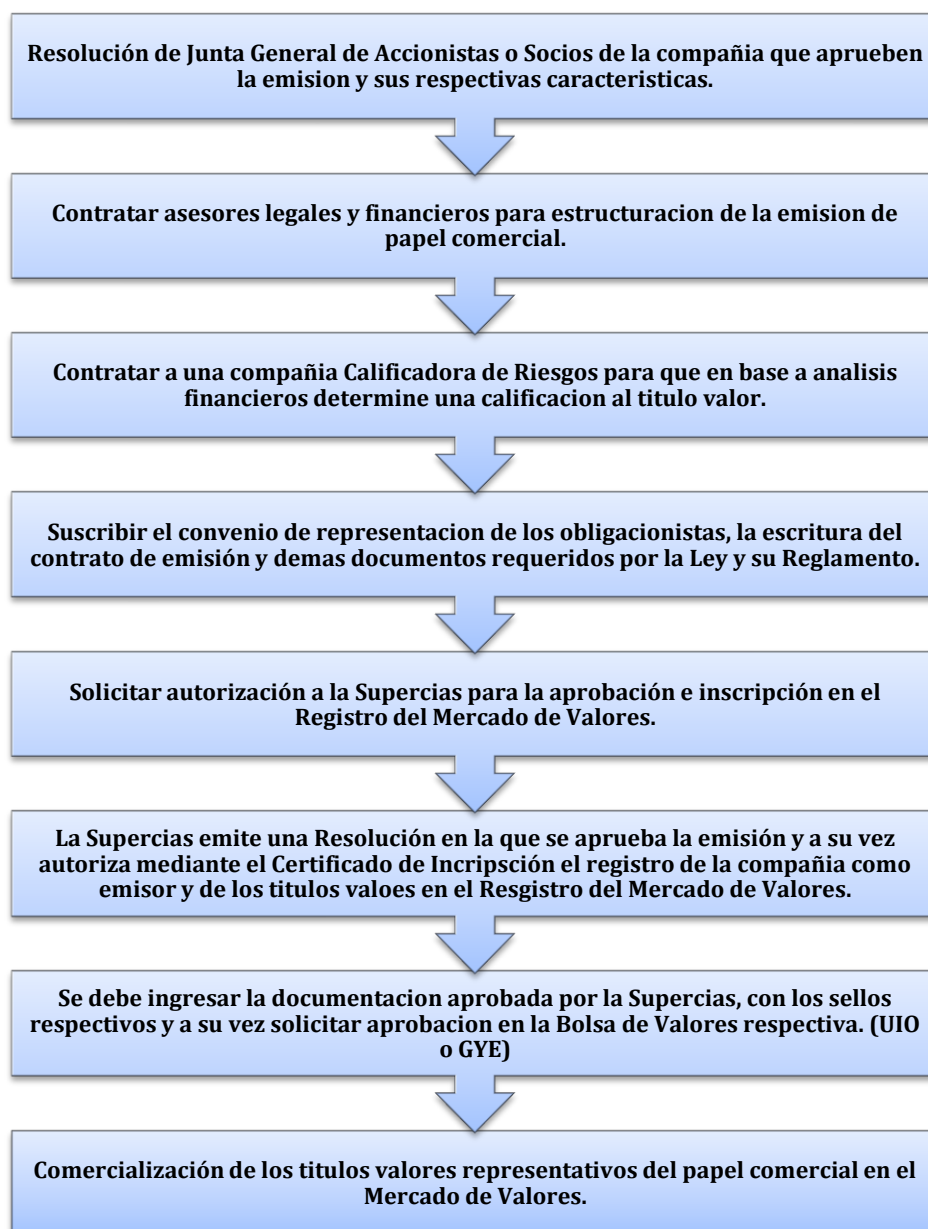 Resolución de Junta General de Accionistas o Socios de la compañia que aprueben
la emision y sus respectivas caracteristicas.
Contratar asesores legales y financieros para estructuracion de la emision de
papel comercial.
Contratar a una compañia Calificadora de Riesgos para que en base a analisis
financieros determine una calificacion al titulo valor.
Suscribir el convenio de representacion de los obligacionistas, la escritura del
contrato de emisión y demas documentos requeridos por la Ley y su Reglamento.
Solicitar autorización a la Supercias para la aprobación e inscripción en el
Registro del Mercado de Valores.
La Supercias emite una Resolución en la que se aprueba la emisión y a su vez
autoriza mediante el Certificado de Incripsción el registro de la compañia como
emisor y de los titulos valoes en el Resgistro del Mercado de Valores.
Se debe ingresar la documentacion aprobada por la Supercias, con los sellos
respectivos y a su vez solicitar aprobacion en la Bolsa de Valores respectiva. (UIO
o GYE)
Comercialización de los titulos valores representativos del papel comercial en el
Mercado de Valores.